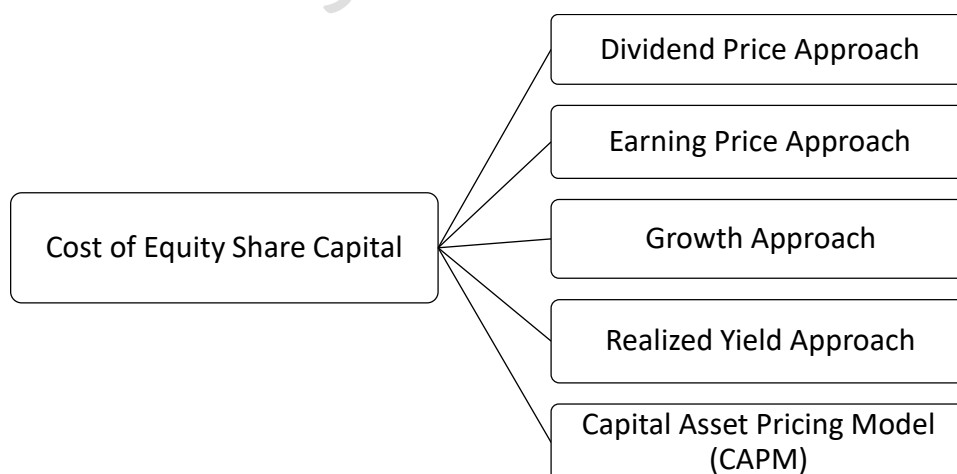 Dividend Price Approach
Earning Price Approach
Cost of Equity Share Capital
Growth Approach
Realized Yield Approach
Capital Asset Pricing Model
(CAPM)